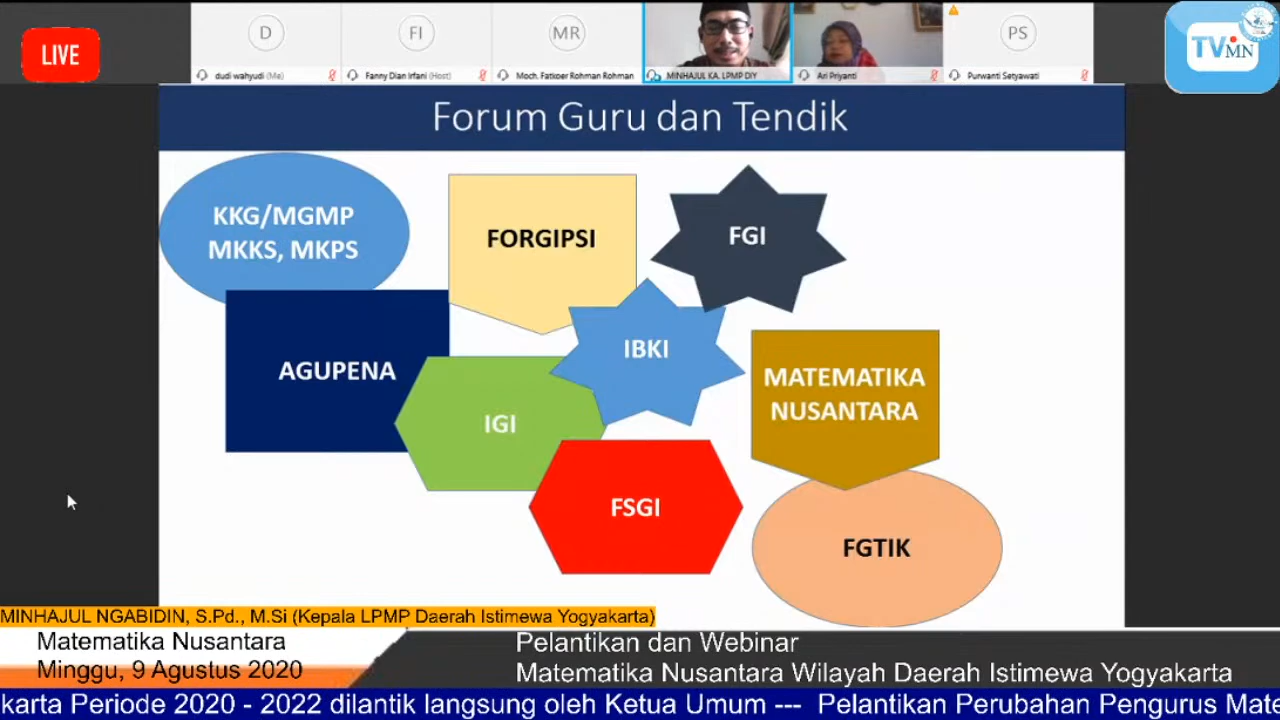 LIVE
D
FI
MR
PS
dudi wahyudi (Me)
Fanny Dian Irfani (Host)
Moch. Fatkoer Rohman Rohman
MINHAJUL KA. LPMP DIY
Ari Priyanti
Purwanti Setyawati
TV MN
Forum Guru dan Tendik
KKG/MGMP
MKKS, MKPS
FORGIPSI
FGI
AGUPENA
IBKI
IGI
MATEMATIKA
NUSANTARA
FSGI
FGTIK
MINHAJUL NGABIDIN, S.Pd., M.Si (Kepala LPMP Daerah Istimewa Yogyakarta)
Matematika Nusantara
Minggu, 9 Agustus 2020
Pelantikan dan Webinar
Matematika Nusantara Wilayah Daerah Istimewa Yogyakarta
karta Periode 2020 - 2022 dilantik langsung oleh Ketua Umum --- Pelantikan Perubahan Pengurus Mate